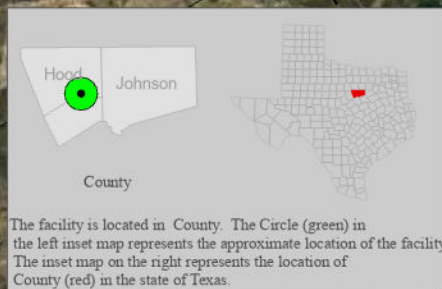 Hood
Johnson
County
The facility is located in County. The Circle (green) in
the left inset map represents the approximate location of the facility
The inset map on the right represents the location of
County (red) in the state of Texas.